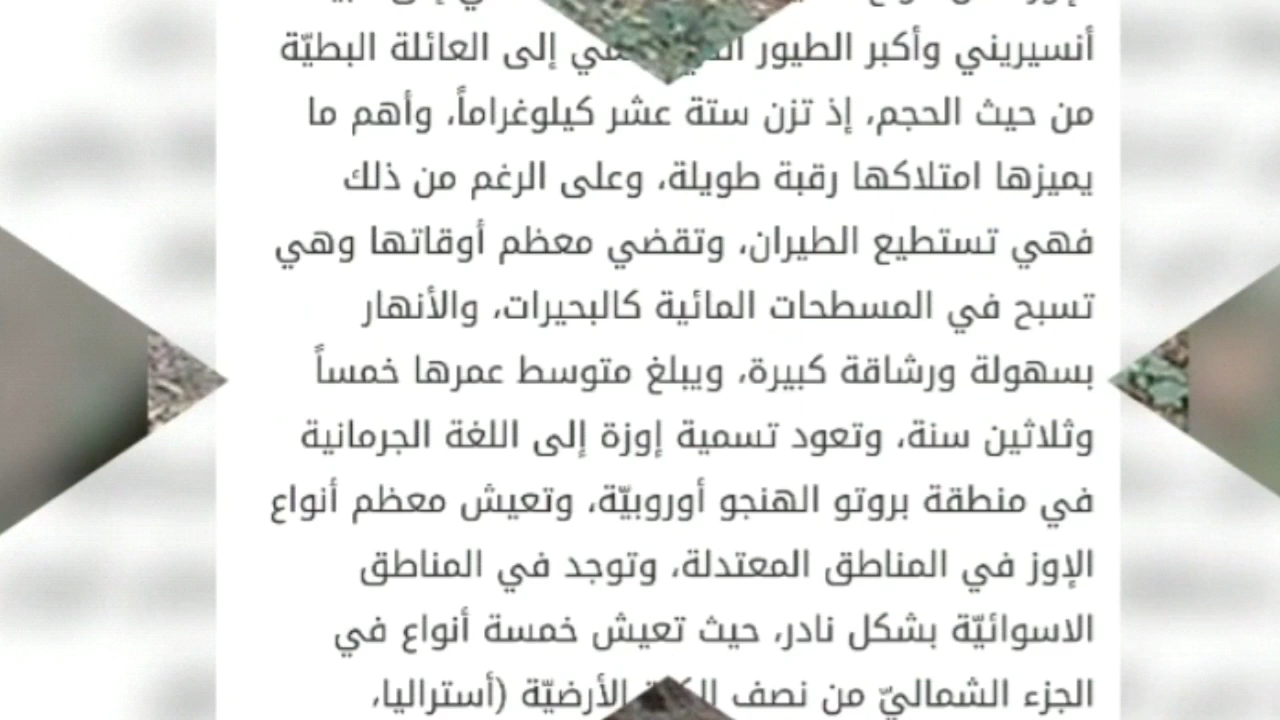 أنسيريني وأكبر الطيور إلى العائلة البطيّة
من حيث الحجم، إذ تزن ستة عشر كيلوغراماً، وأهم ما
يميزها امتلاكها رقبة طويلة، وعلى الرغم من ذلك
فهي تستطيع الطيران، وتقضي معظم أوقاتها وهي
تسبح في المسطحات المائية كالبحيرات، والأنهار
بسهولة ورشاقة كبيرة، ويبلغ متوسط عمرها خمساً
وثلاثين سنة، وتعود تسمية إوزة إلى اللغة الجرمانية
في منطقة بروتو الهنجو أوروبيّة، وتعيش معظم أنواع
الإوز في المناطق المعتدلة، وتوجد في المناطق
الاسوائيّة بشكل نادر، حيث تعيش خمسة أنواع في
الجزء الشماليّ من نصف الأرضيّة (أستراليا،